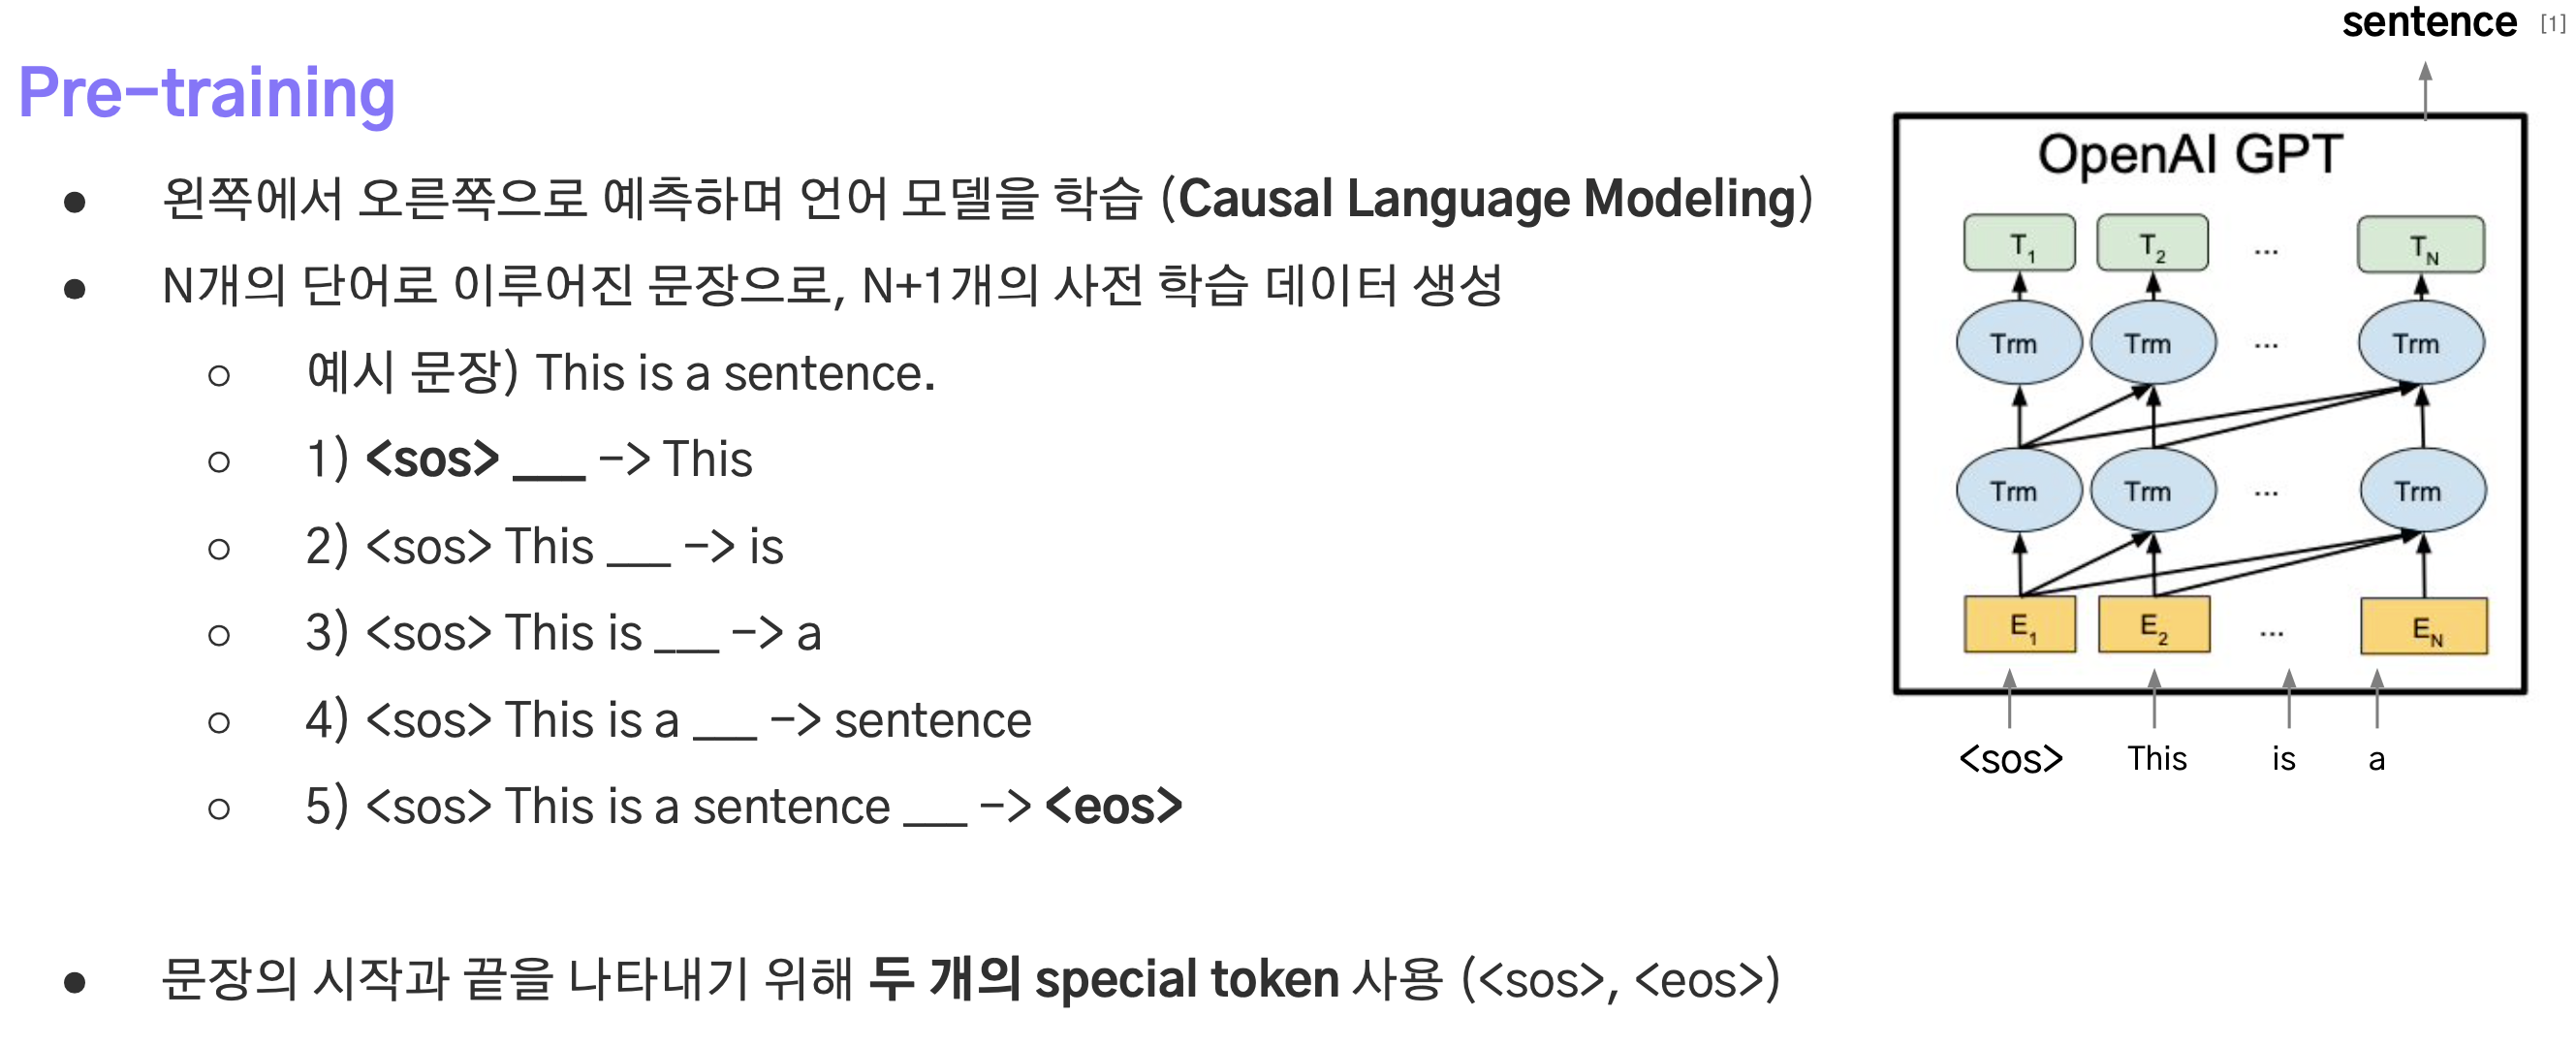 Pre-training
● 왼쪽에서 오른쪽으로 예측하며 언어 모델을 학습 (Causal Language Modeling)
● N개의 단어로 이루어진 문장으로, N+1개의 사전 학습 데이터 생성
○ 예시 문장) This is a sentence.
○ 1) <sos> ___ -> This
○ 2) <sos> This ___ -> is
○ 3) <sos> This is ___ -> a
○ 4) <sos> This is a ___ -> sentence
○ 5) <sos> This is a sentence ___ -> <eos>
● 문장의 시작과 끝을 나타내기 위해 두 개의 special token 사용 (<sos>, <eos>)
sentence [1]
OpenAI GPT
T1 T2 ... TN
Trm Trm ... Trm
Trm Trm ... Trm
E1 E2 ... EN
<sos> This is a